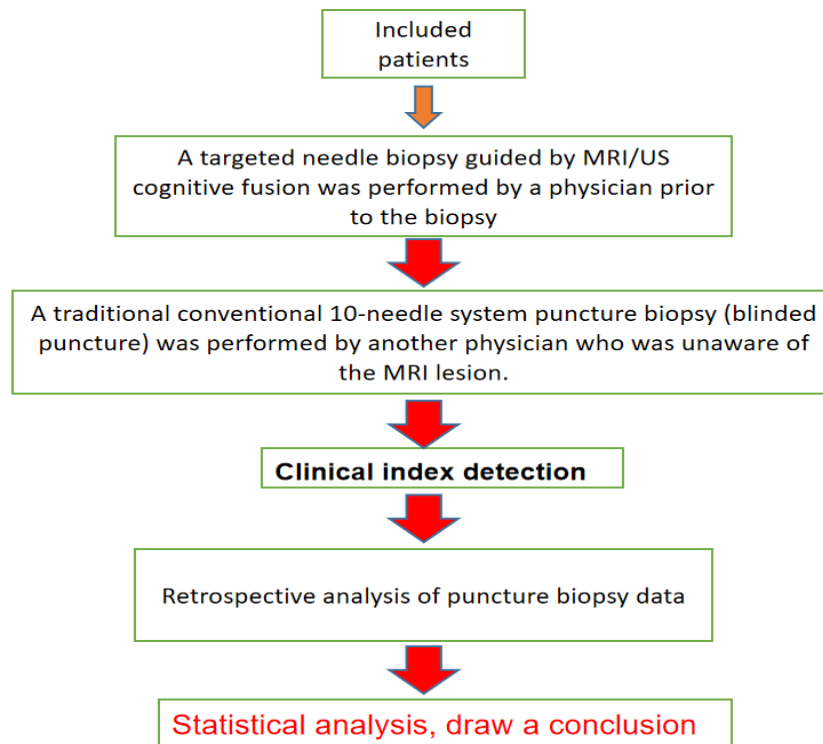 Included
patients
A targeted needle biopsy guided by MRI/US
cognitive fusion was performed by a physician prior
to the biopsy
A traditional conventional 10-needle system puncture biopsy (blinded
puncture) was performed by another physician who was unaware of
the MRI lesion.
Clinical index detection
Retrospective analysis of puncture biopsy data
Statistical analysis, draw a conclusion